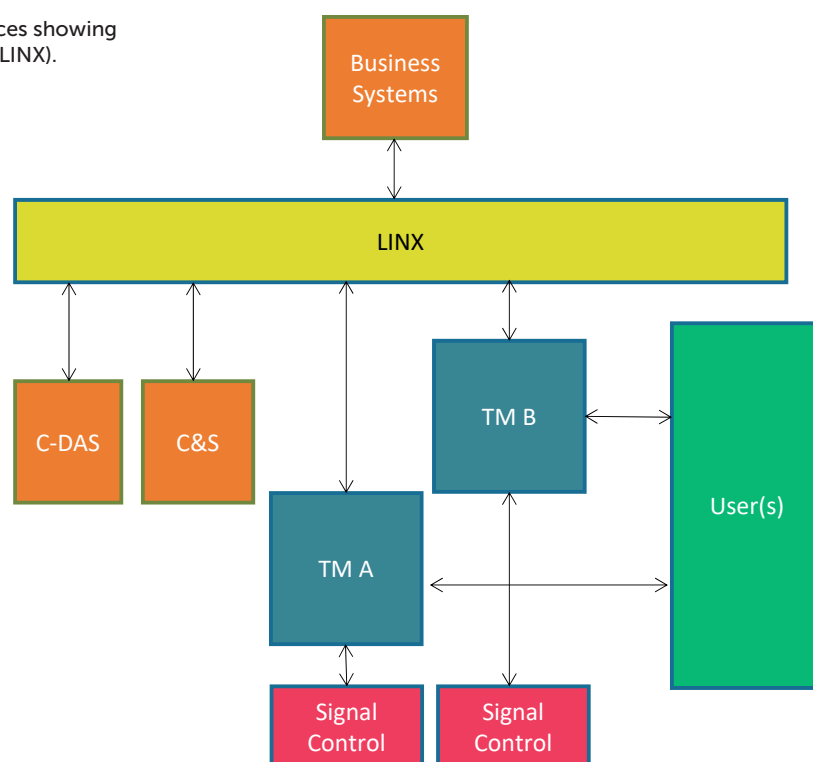 ces showing
LINX).
Business
Systems
LINX
C-DAS
C&S
TM B
User(s)
TM A
Signal
Control
Signal
Control